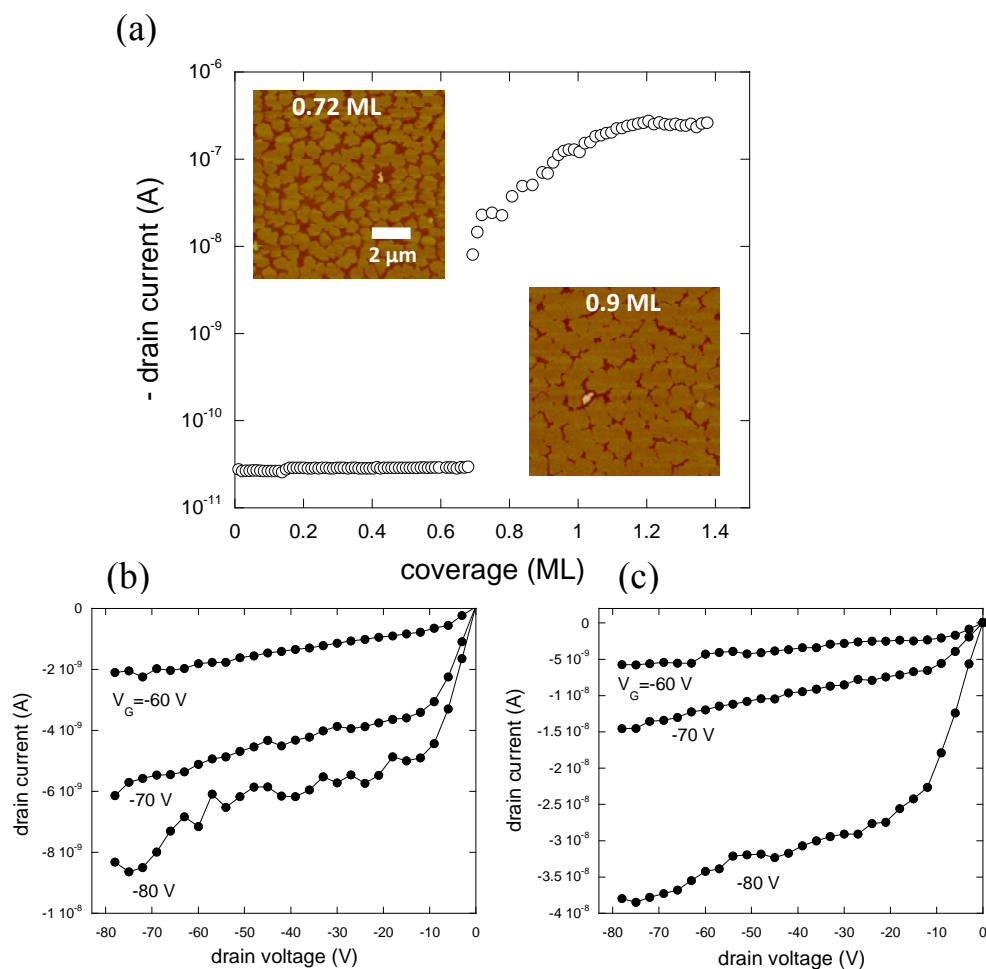 (a)
10-6
10-7
10-8
10-9
10-10
10-11
- drain current (A)
0.72 ML
2 µm
0.9 ML
0 0.2 0.4 0.6 0.8 1 1.2 1.4
coverage (ML)
(b)
0
-2 10-9
-4 10-9
-6 10-9
-8 10-9
-1 10-8
drain current (A)
VG=-60 V
-70 V
-80 V
-80 -70 -60 -50 -40 -30 -20 -10 0
drain voltage (V)
(c)
0
-5 10-9
-1 10-8
-1.5 10-8
-2 10-8
-2.5 10-8
-3 10-8
-3.5 10-8
-4 10-8
drain current (A)
VG=-60 V
-70 V
-80 V
-80 -70 -60 -50 -40 -30 -20 -10 0
drain voltage (V)